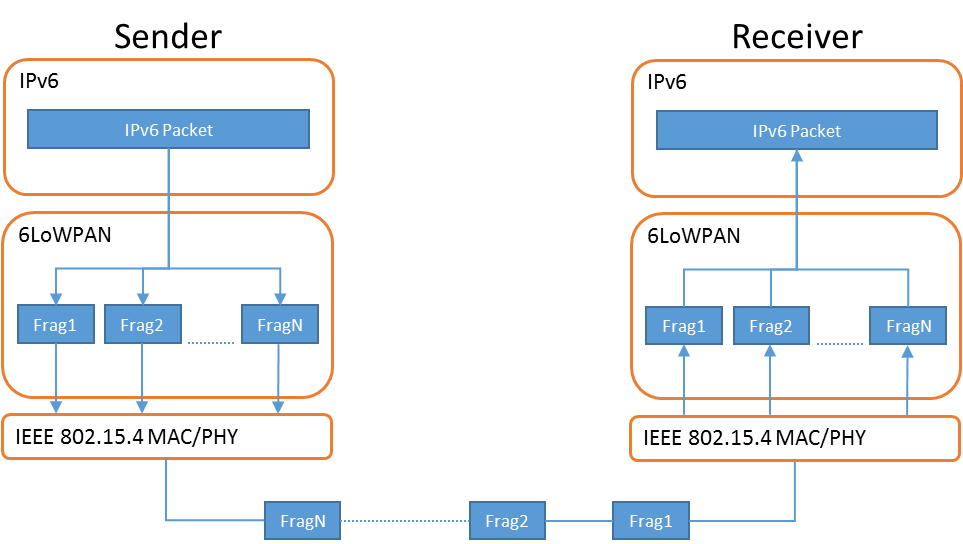 Sender
Receiver
IPv6
IPv6 Packet
6LoWPAN
Frag1
Frag2
FragN
IEEE 802.15.4 MAC/PHY
IPv6
IPv6 Packet
6LoWPAN
Frag1
Frag2
FragN
IEEE 802.15.4 MAC/PHY
FragN
Frag2
Frag1